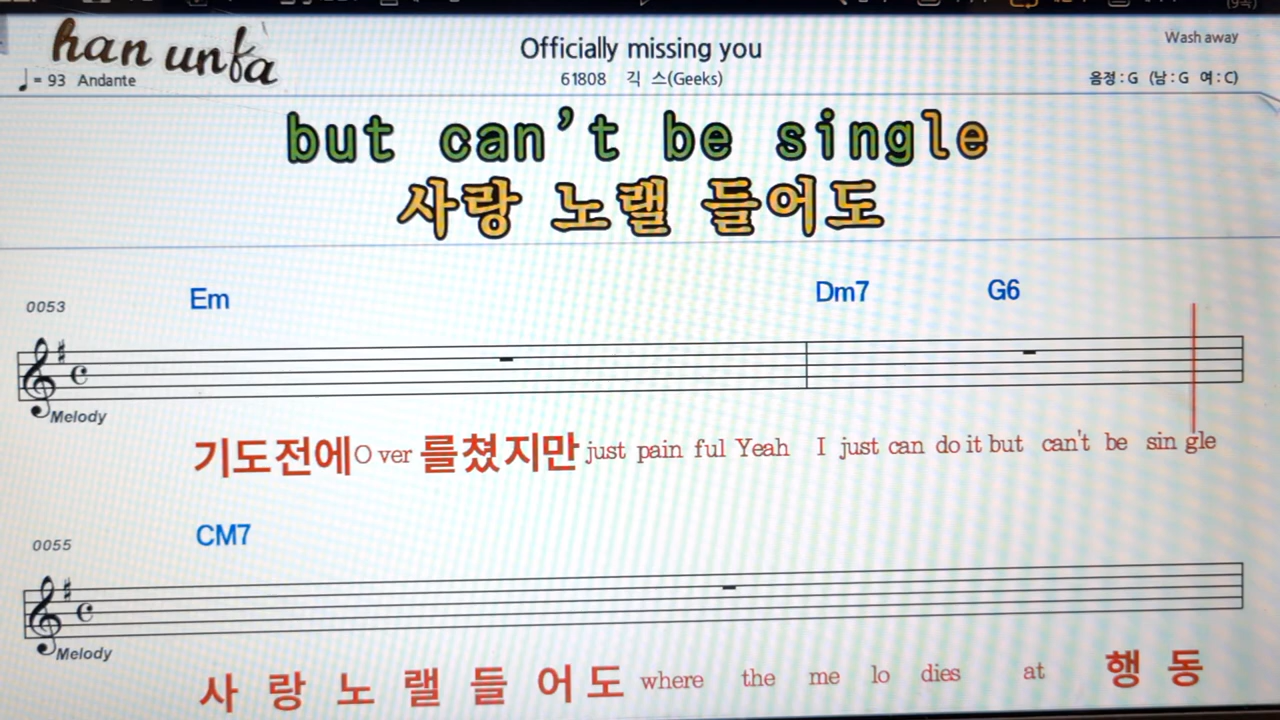 han unfa
Officially missing you
Wash away
♩= 93 Andante
61808 긱 스(Geeks)
음정 : G (남 : G 여 : C)
but can't be single
사랑 노랠 들어도
0053
Em Dm7 G6
Melody
기도전에 O ver 를쳤지만 just pain ful Yeah I just can do it but can't be sin gle
0055
CM7
Melody
사 랑 노 랠 들 어 도 where the me lo dies at 행 동